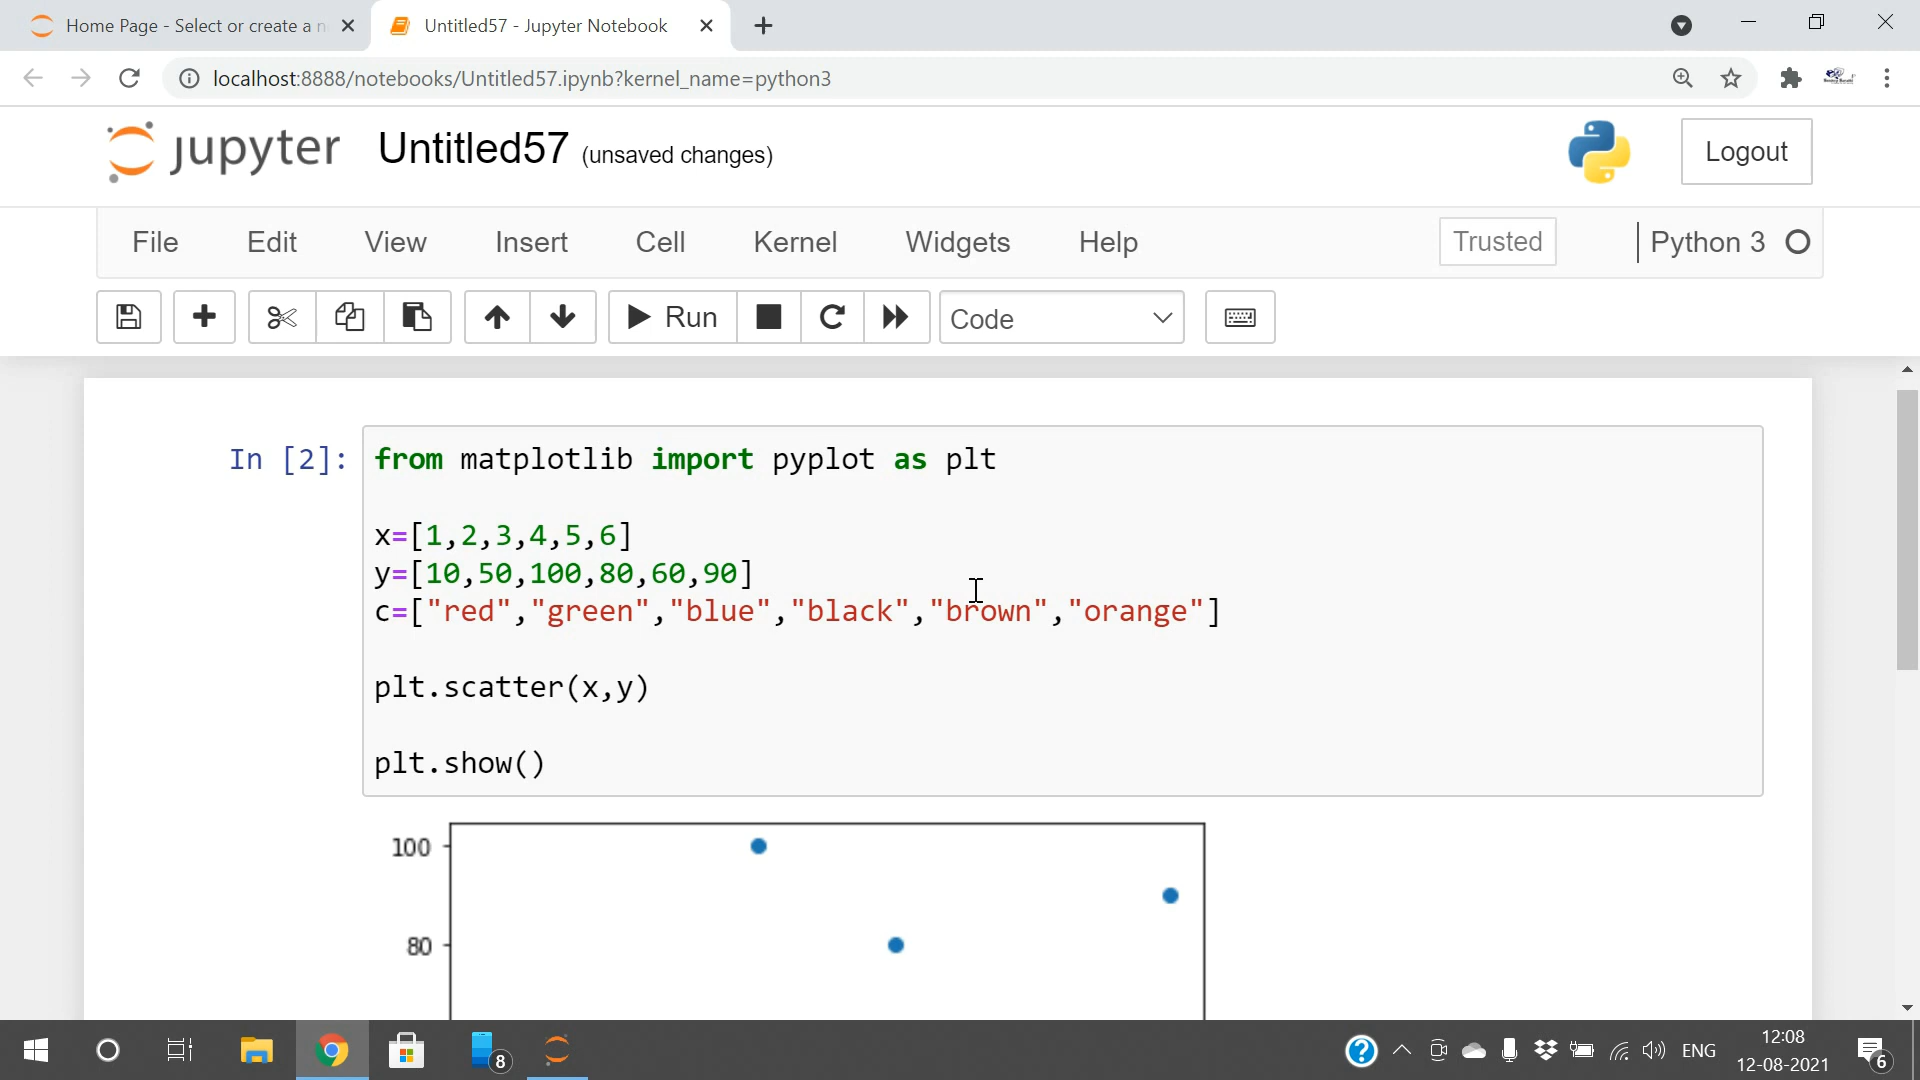 Home Page - Select or create a n
Untitled57 - Jupyter Notebook
localhost:8888/notebooks/Untitled57.ipynb?kernel_name=python3
jupyter Untitled57 (unsaved changes)
Logout
File Edit View Insert Cell Kernel Widgets Help Trusted Python 3
Run Code
In [2]: from matplotlib import pyplot as plt
x=[1,2,3,4,5,6]
y=[10,50,100,80,60,90]
c=["red","green","blue","black","brown","orange"]
plt.scatter(x,y)
plt.show()
100
80
8
ENG
12:08
12-08-2021
6